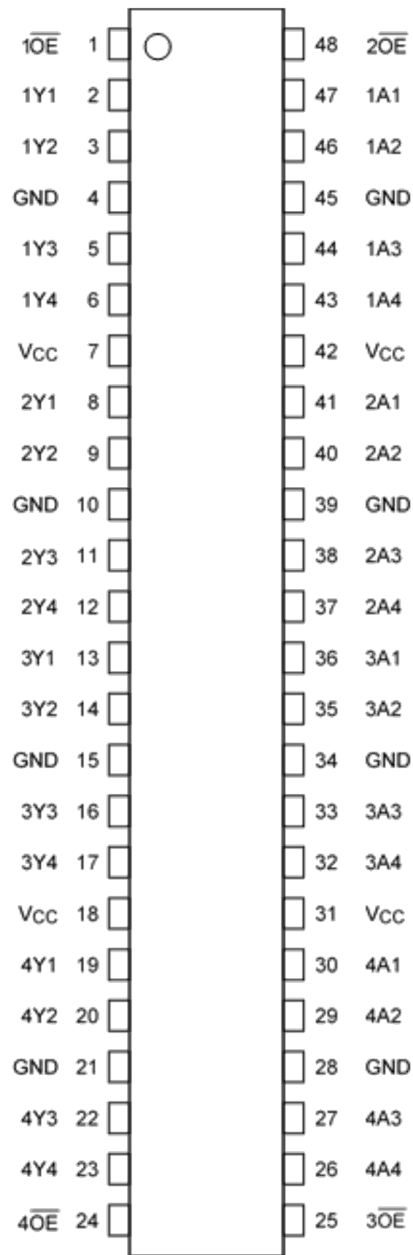 1O̅E̅ 1 48 2O̅E̅
1Y1 2 47 1A1
1Y2 3 46 1A2
GND 4 45 GND
1Y3 5 44 1A3
1Y4 6 43 1A4
VCC 7 42 VCC
2Y1 8 41 2A1
2Y2 9 40 2A2
GND 10 39 GND
2Y3 11 38 2A3
2Y4 12 37 2A4
3Y1 13 36 3A1
3Y2 14 35 3A2
GND 15 34 GND
3Y3 16 33 3A3
3Y4 17 32 3A4
VCC 18 31 VCC
4Y1 19 30 4A1
4Y2 20 29 4A2
GND 21 28 GND
4Y3 22 27 4A3
4Y4 23 26 4A4
4O̅E̅ 24 25 3O̅E̅